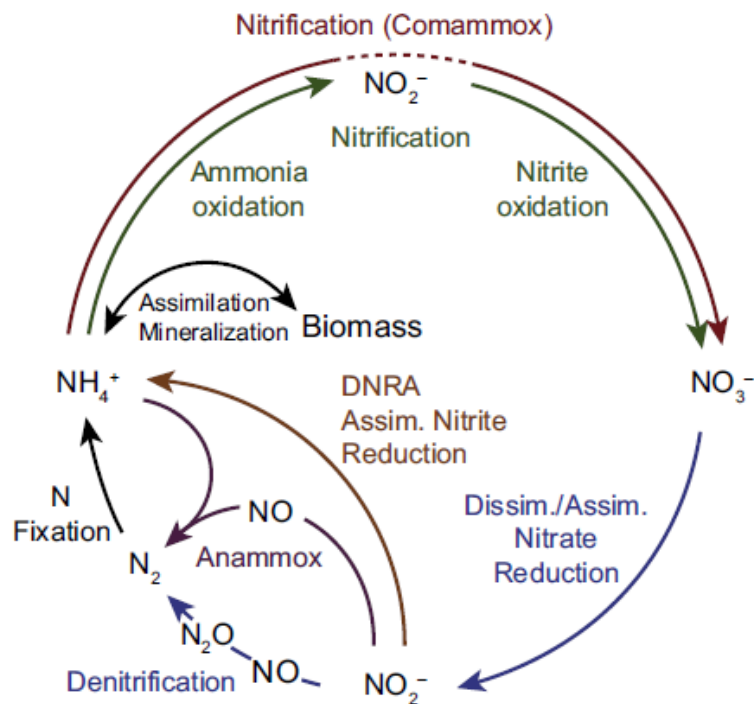 Nitrification (Comammox)
NO₂⁻
Nitrification
Ammonia
oxidation
Nitrite
oxidation
Assimilation
Mineralization
Biomass
NH₄⁺
NO₃⁻
DNRA
Assim. Nitrite
Reduction
N
Fixation
NO
Dissim./Assim.
Nitrate
Reduction
N₂
Anammox
N₂O
NO
NO₂⁻
Denitrification